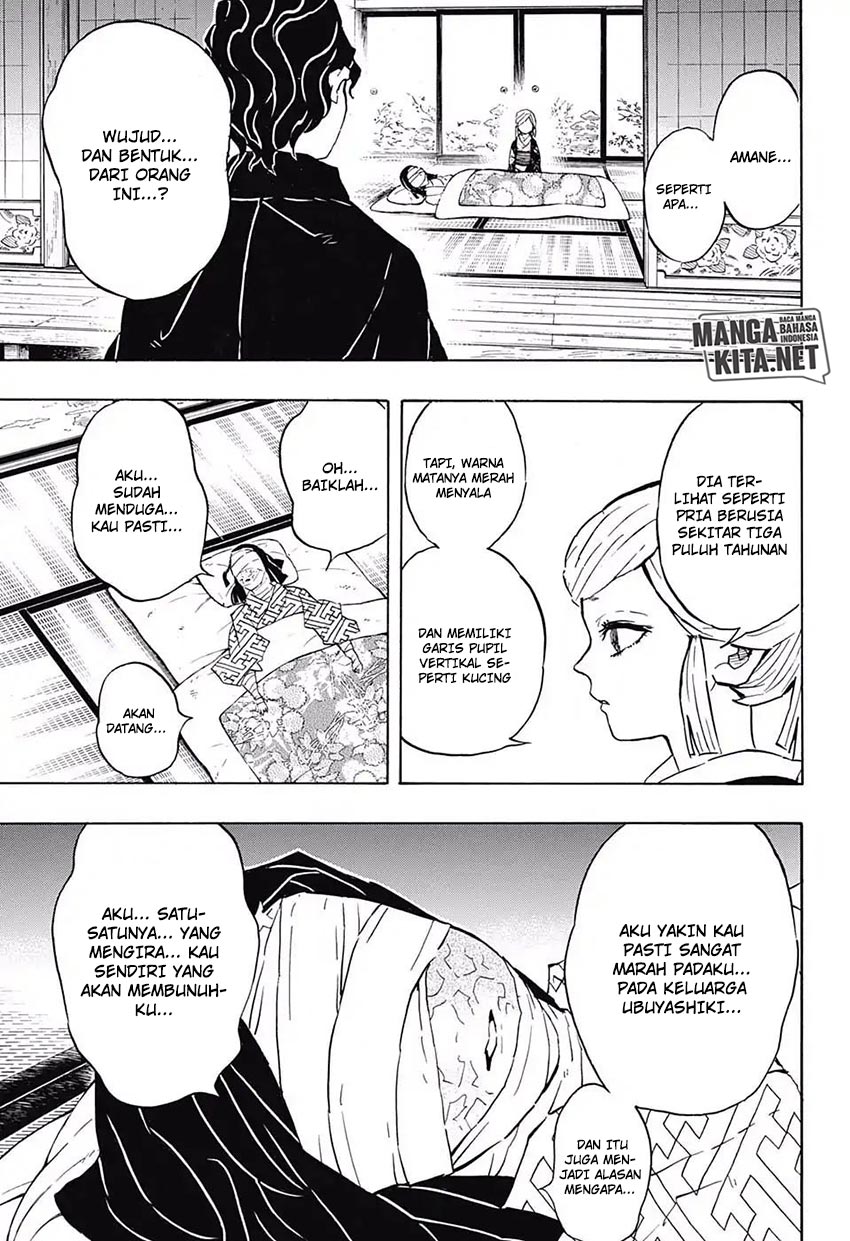 AMANE...
SEPERTI
APA...
WUJUD...
DAN BENTUK...
DARI ORANG
INI...?
MANGA
KITA.NET
BACA MANGA
BAHASA
INDONESIA
DIA TER-
LIHAT SEPERTI
PRIA BERUSIA
SEKITAR TIGA
PULUH TAHUNAN
TAPI, WARNA
MATANYA MERAH
MENYALA
DAN MEMILIKI
GARIS PUPIL
VERTIKAL SE-
PERTI KUCING
OH...
BAIKLAH...
AKU...
SUDAH
MENDUGA...
KAU PASTI...
AKAN
DATANG...
AKU YAKIN KAU
PASTI SANGAT
MARAH PADAKU...
PADA KELUARGA
UBUYASHIKI...
DAN ITU
JUGA MEN-
JADI ALASAN
MENGAPA...
AKU... SATU-
SATUNYA... YANG
MENGIRA... KAU
SENDIRI YANG
AKAN MEMBUNUH-
KU...